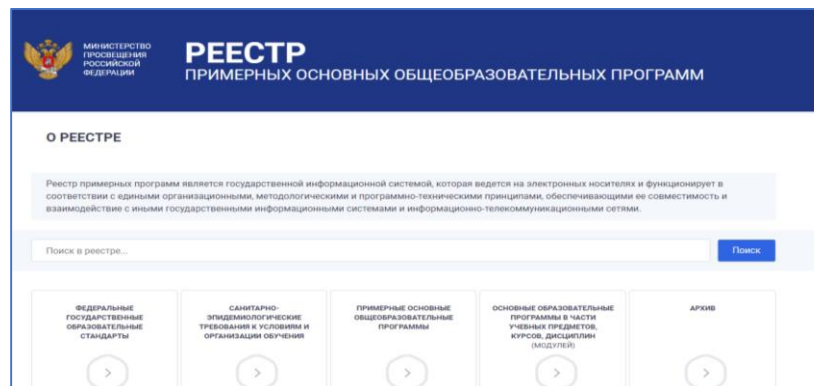 МИНИСТЕРСТВО
ПРОСВЕЩЕНИЯ
РОССИЙСКОЙ
ФЕДЕРАЦИИ
РЕЕСТР
ПРИМЕРНЫХ ОСНОВНЫХ ОБЩЕОБРАЗОВАТЕЛЬНЫХ ПРОГРАММ
О РЕЕСТРЕ
Реестр примерных программ является государственной информационной системой, которая ведется на электронных носителях и функционирует в
соответствии с едиными организационными, методологическими и программно-техническими принципами, обеспечивающими ее совместимость и
взаимодействие с иными государственными информационными системами и информационно-телекоммуникационными сетями.
Поиск в реестре...
Поиск
ФЕДЕРАЛЬНЫЕ
ГОСУДАРСТВЕННЫЕ
ОБРАЗОВАТЕЛЬНЫЕ
СТАНДАРТЫ
САНИТАРНО-
ЭПИДЕМИОЛОГИЧЕСКИЕ
ТРЕБОВАНИЯ К УСЛОВИЯМ И
ОРГАНИЗАЦИИ ОБУЧЕНИЯ
ПРИМЕРНЫЕ ОСНОВНЫЕ
ОБЩЕОБРАЗОВАТЕЛЬНЫЕ
ПРОГРАММЫ
ОСНОВНЫЕ ОБРАЗОВАТЕЛЬНЫЕ
ПРОГРАММЫ В ЧАСТИ
УЧЕБНЫХ ПРЕДМЕТОВ,
КУРСОВ, ДИСЦИПЛИН
(МОДУЛЕЙ)
АРХИВ